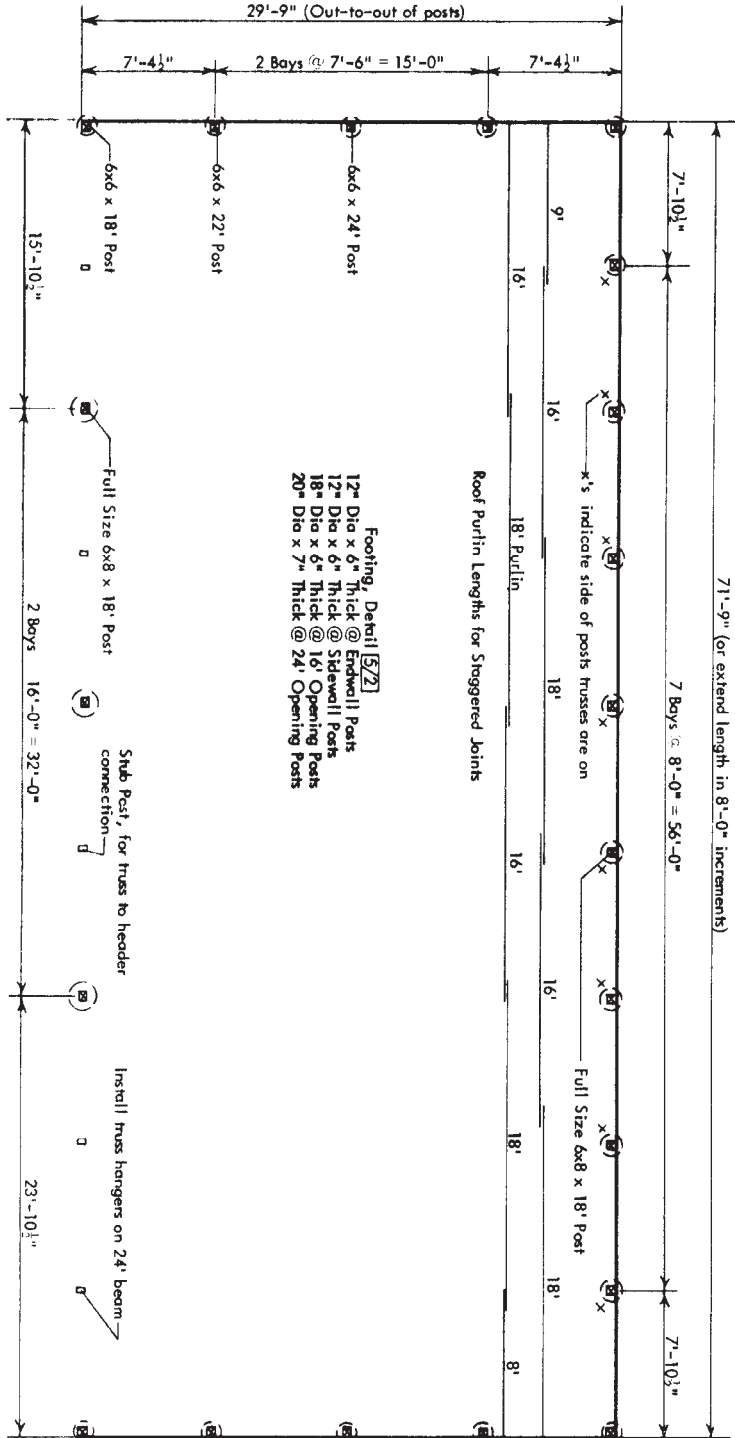 29'-9" (Out-to-out of posts)
7'-4½"
2 Bays @ 7'-6" = 15'-0"
7'-4½"
71'-9" (or extend length in 8'-0" increments)
7'-10½"
7 Bays @ 8'-0" = 56'-0"
7'-10½"
x
x
x
x
x
x
x
x
x's indicate side of posts trusses are on
Full Size 6x8 x 18' Post
9'
16'
18'
16'
18'
16'
18' Purlin
16'
18'
8'
Roof Purlin Lengths for Staggered Joints
Footing, Detail 5/2
12" Dia x 6" Thick @ Endwall Posts
12" Dia x 6" Thick @ Sidewall Posts
18" Dia x 6" Thick @ 16' Opening Posts
20" Dia x 7" Thick @ 24' Opening Posts
6x6 x 24' Post
6x6 x 22' Post
6x6 x 18' Post
Full Size 6x8 x 18' Post
Stub Post, for truss to header
connection
Install truss hangers on 24' beam
15'-10½"
2 Bays 16'-0" = 32'-0"
23'-10½"